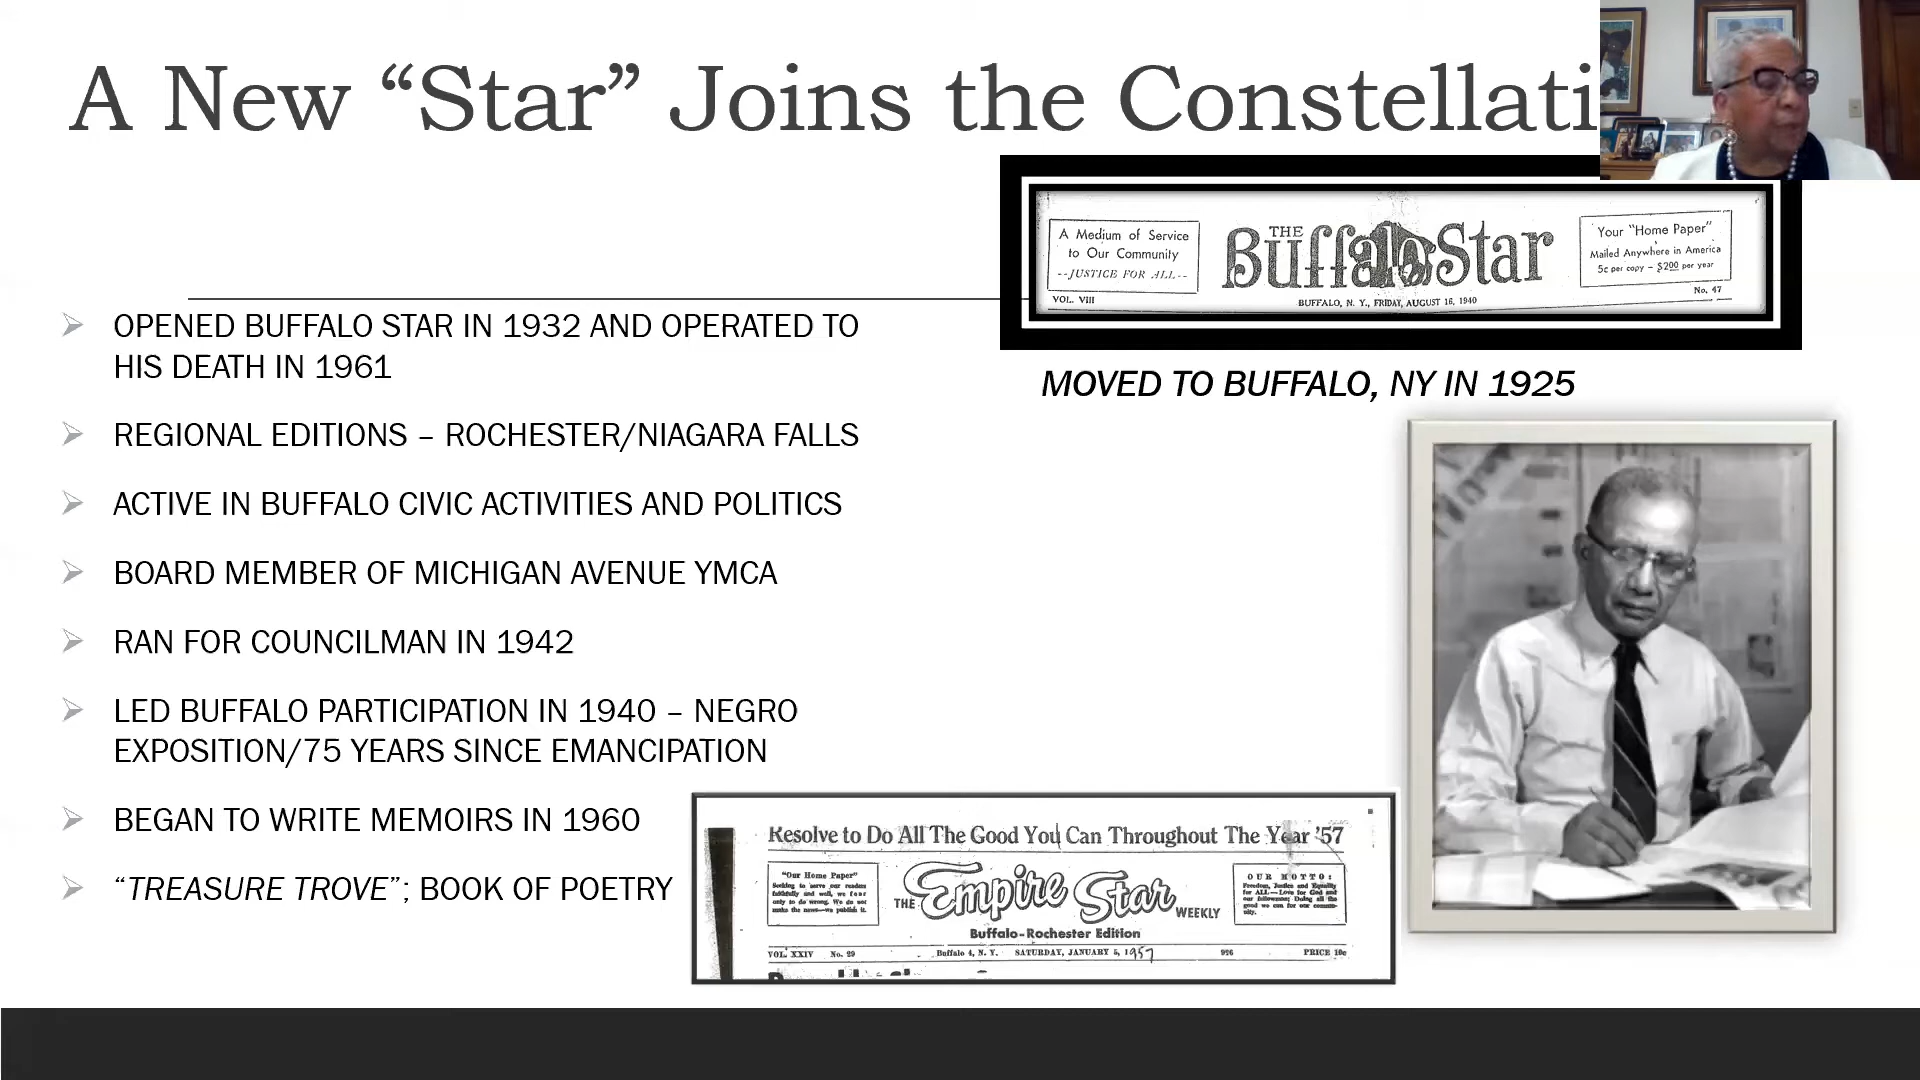 A New “Star” Joins the Constellati
THE
Buffalo Star
A Medium of Service
to Our Community
--JUSTICE FOR ALL--
VOL. VIII
BUFFALO, N. Y., FRIDAY, AUGUST 16, 1940
Your "Home Paper"
Mailed Anywhere in America
5c per copy – $2.00 per year
No. 47
MOVED TO BUFFALO, NY IN 1925
OPENED BUFFALO STAR IN 1932 AND OPERATED TO
HIS DEATH IN 1961
REGIONAL EDITIONS – ROCHESTER/NIAGARA FALLS
ACTIVE IN BUFFALO CIVIC ACTIVITIES AND POLITICS
BOARD MEMBER OF MICHIGAN AVENUE YMCA
RAN FOR COUNCILMAN IN 1942
LED BUFFALO PARTICIPATION IN 1940 – NEGRO
EXPOSITION/75 YEARS SINCE EMANCIPATION
BEGAN TO WRITE MEMOIRS IN 1960
“TREASURE TROVE”; BOOK OF POETRY
Resolve to Do All The Good You Can Throughout The Year '57
"Our Home Paper"
Seeking to serve our readers
faithfully and well, we fear
only to do wrong. We do not
make the news—we publish it.
THE Empire Star WEEKLY
Buffalo-Rochester Edition
OUR MOTTO:
Freedom, Justice and Equality
for ALL—Love for God and
our fellowmen; Doing all the
good we can for our commun-
ity.
VOL. XXIV No. 29
Buffalo 4, N. Y. SATURDAY, JANUARY 5, 1957
PRICE 10c